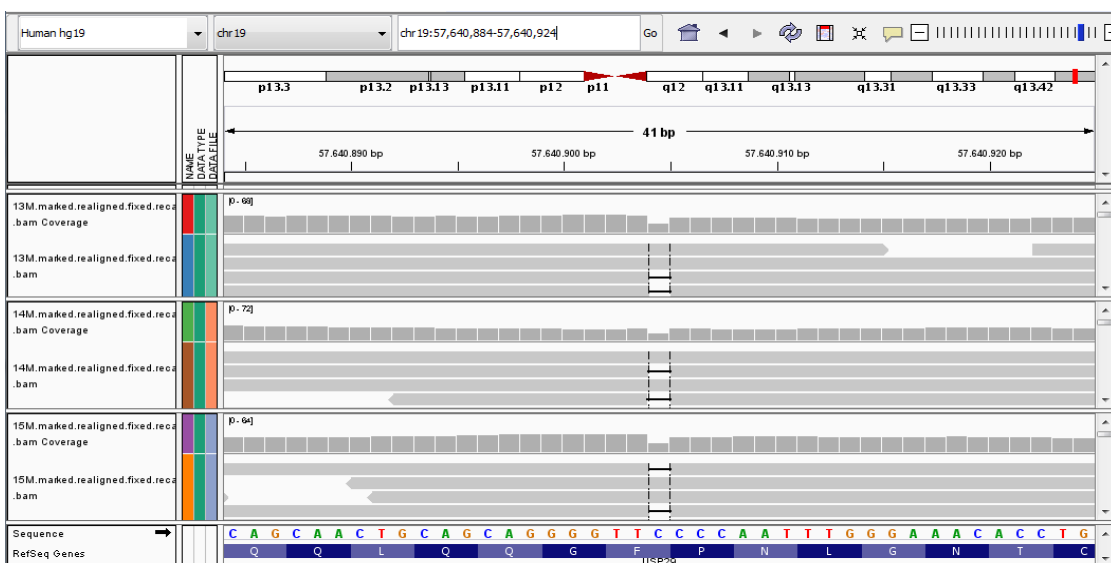 Human hg19 chr19 chr19:57,640,884-57,640,924 Go
p13.3 p13.2 p13.13 p13.11 p12 p11 q12 q13.11 q13.13 q13.31 q13.33 q13.42
41 bp
57.640.890 bp 57.640.900 bp 57.640.910 bp 57.640.920 bp
NAME
DATA TYPE
DATA FILE
13M.marked.realigned.fixed.reca
.bam Coverage
[0 - 68]
13M.marked.realigned.fixed.reca
.bam
14M.marked.realigned.fixed.reca
.bam Coverage
[0 - 72]
14M.marked.realigned.fixed.reca
.bam
15M.marked.realigned.fixed.reca
.bam Coverage
[0 - 64]
15M.marked.realigned.fixed.reca
.bam
Sequence C A G C A A C T G C A G C A G G G G T T C C C C A A T T T G G G A A A C A C C T G
RefSeq Genes Q Q L Q Q G F P N L G N T C
USP29